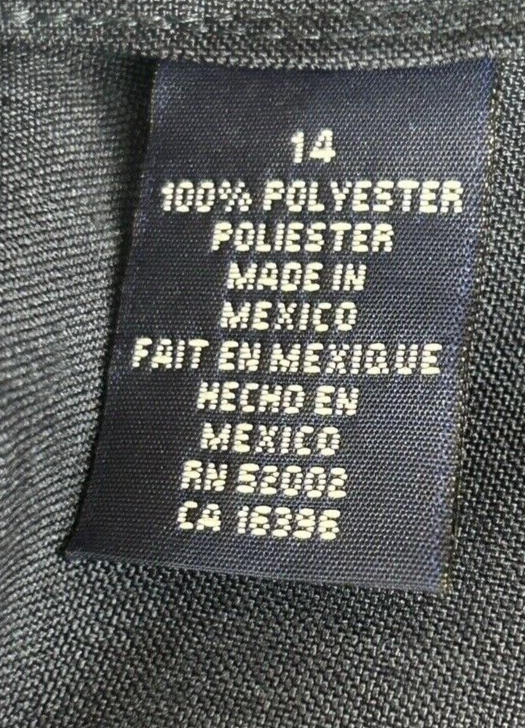 14
100% POLYESTER
POLIESTER
MADE IN
MEXICO
FAIT EN MEXIQUE
HECHO EN
MEXICO
RN 52002
CA 16396